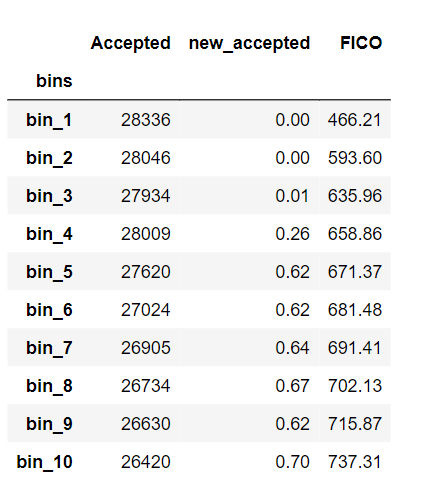 Accepted new_accepted FICO
bins
bin_1 28336 0.00 466.21
bin_2 28046 0.00 593.60
bin_3 27934 0.01 635.96
bin_4 28009 0.26 658.86
bin_5 27620 0.62 671.37
bin_6 27024 0.62 681.48
bin_7 26905 0.64 691.41
bin_8 26734 0.67 702.13
bin_9 26630 0.62 715.87
bin_10 26420 0.70 737.31